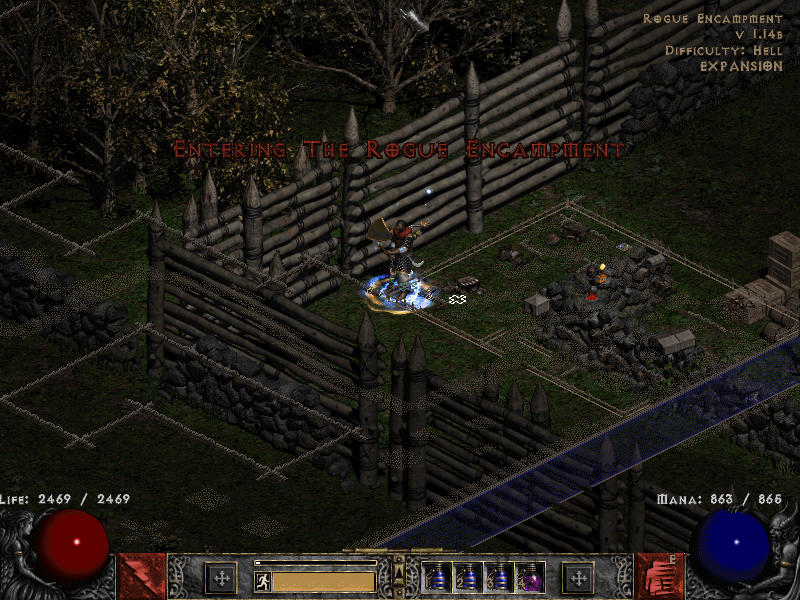 Rogue Encampment
v 1.14b
Difficulty: Hell
EXPANSION
Entering The Rogue Encampment
Life: 2469 / 2469
Mana: 863 / 865
E